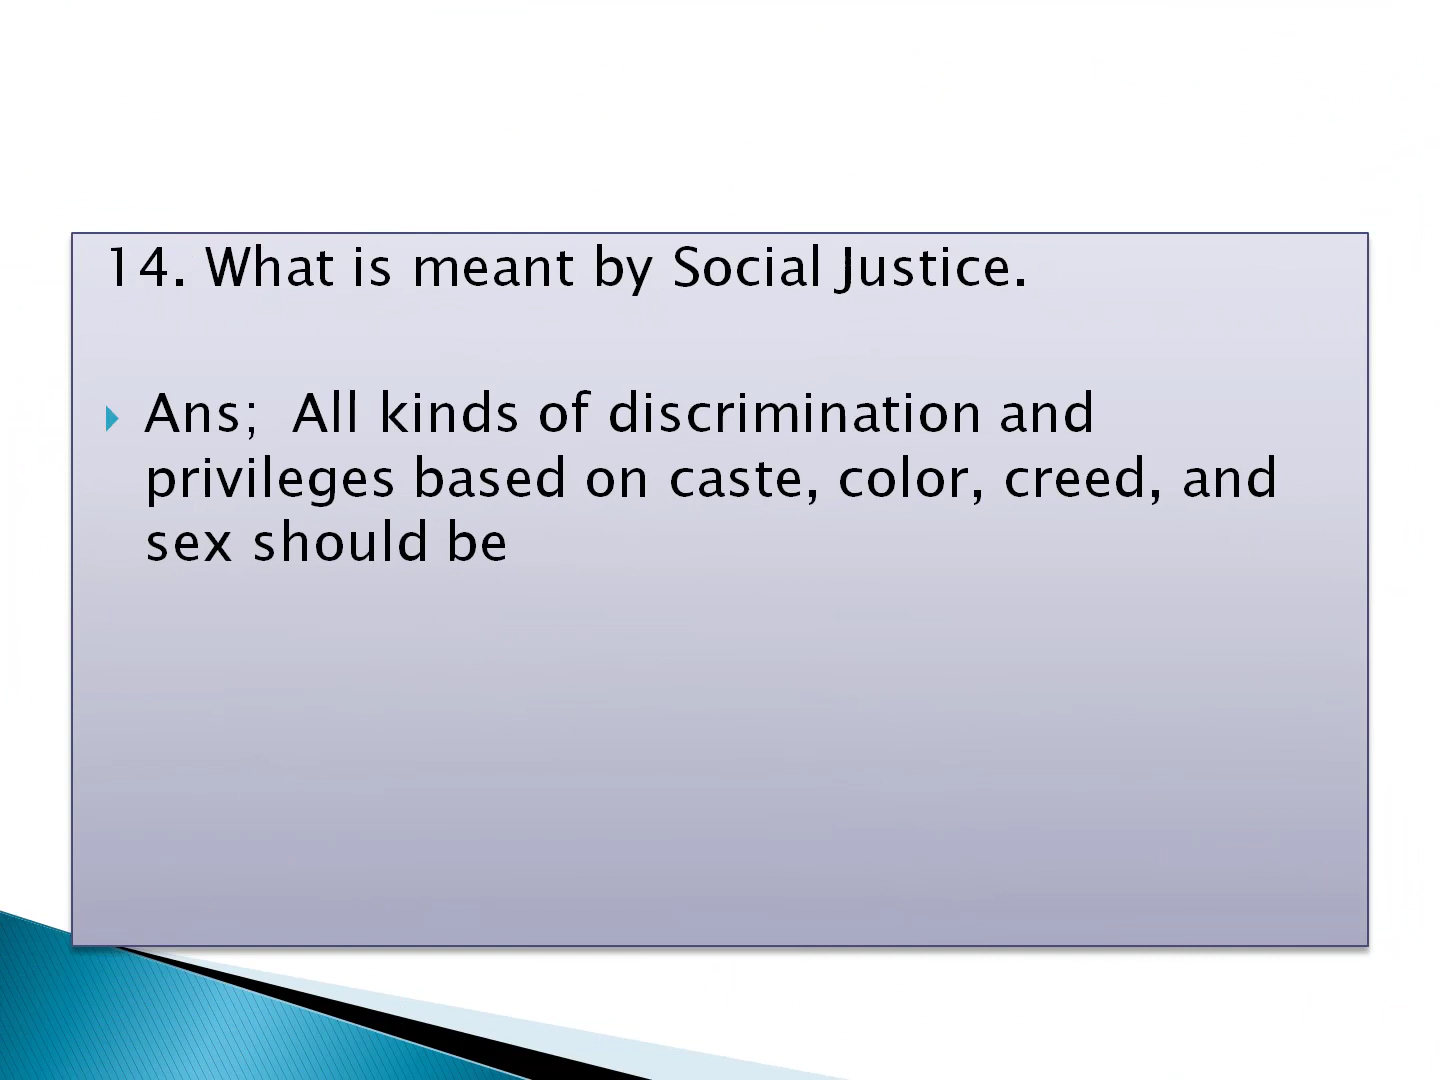 14. What is meant by Social Justice.
Ans;  All kinds of discrimination and
privileges based on caste, color, creed, and
sex should be